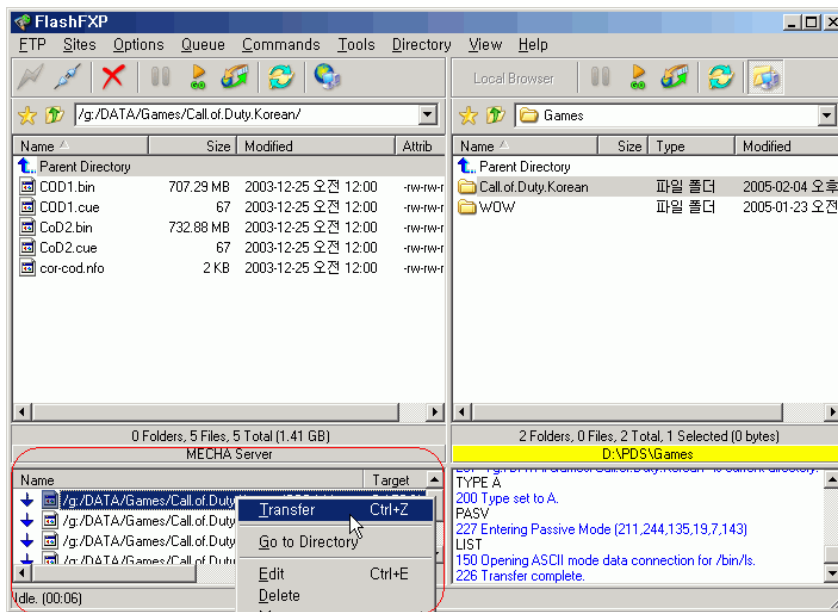 FlashFXP
FTP Sites Options Queue Commands Tools Directory View Help
Local Browser
/g:/DATA/Games/Call.of.Duty.Korean/
Games
Name Size Modified Attrib
Parent Directory
COD1.bin 707.29 MB 2003-12-25 오전 12:00 -rw-rw-r
COD1.cue 67 2003-12-25 오전 12:00 -rw-rw-r
CoD2.bin 732.88 MB 2003-12-25 오전 12:00 -rw-rw-r
CoD2.cue 67 2003-12-25 오전 12:00 -rw-rw-r
cor-cod.nfo 2 KB 2003-12-25 오전 12:00 -rw-rw-r
Name Size Type Modified
Parent Directory
Call.of.Duty.Korean 파일 폴더 2005-02-04 오후
WOW 파일 폴더 2005-01-23 오전
0 Folders, 5 Files, 5 Total (1.41 GB)
MECHA Server
2 Folders, 0 Files, 2 Total, 1 Selected (0 bytes)
D:\PDS\Games
Name Target
/g:/DATA/Games/Call.of.Duty
/g:/DATA/Games/Call.of.Duty
/g:/DATA/Games/Call.of.Duty
/g:/DATA/Games/Call.of.Duty
Transfer Ctrl+Z
Go to Directory
Edit Ctrl+E
Delete
TYPE A
200 Type set to A.
PASV
227 Entering Passive Mode (211,244,135,19,7,143)
LIST
150 Opening ASCII mode data connection for /bin/ls.
226 Transfer complete.
Idle. (00:06)